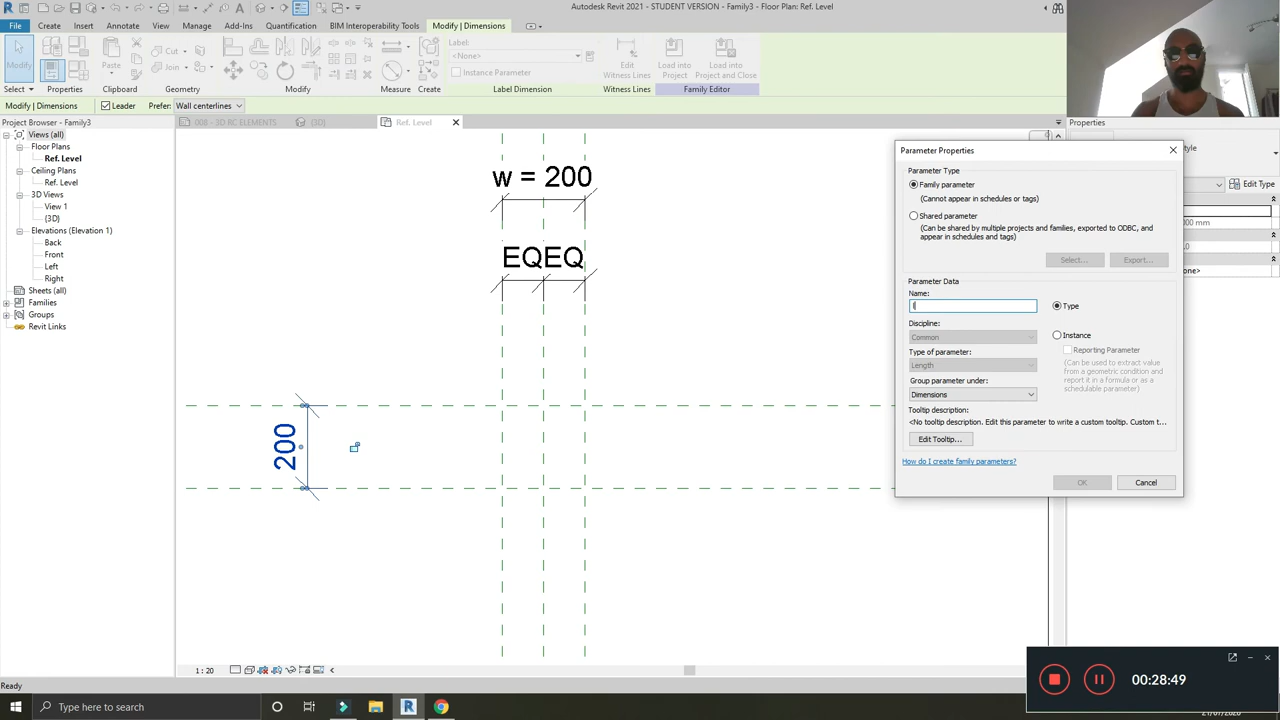 Autodesk Revit 2021 - STUDENT VERSION - Family3 - Floor Plan: Ref. Level
File Create Insert Annotate View Manage Add-Ins Quantification BIM Interoperability Tools Modify | Dimensions
Modify
Paste
Cut
Join
Label:
<None>
Instance Parameter
Edit
Witness Lines
Load into
Project
Load into
Project and Close
Select Properties Clipboard Geometry Modify Measure Create Label Dimension Witness Lines Family Editor
Modify | Dimensions Leader Prefer: Wall centerlines
Project Browser - Family3
Views (all)
Floor Plans
Ref. Level
Ceiling Plans
Ref. Level
3D Views
View 1
{3D}
Elevations (Elevation 1)
Back
Front
Left
Right
Sheets (all)
Families
Groups
Revit Links
008 - 3D.RC ELEMENTS
{3D}
Ref. Level
w = 200
EQEQ
200
1 : 20
Properties
Edit Type
Parameter Properties
Parameter Type
Family parameter
(Cannot appear in schedules or tags)
Shared parameter
(Can be shared by multiple projects and families, exported to ODBC, and
appear in schedules and tags)
Select... Export...
Parameter Data
Name:
Type
Discipline:
Common
Instance
Type of parameter:
Reporting Parameter
Length
(Can be used to extract value
from a geometric condition and
report it in a formula or as a
schedulable parameter)
Group parameter under:
Dimensions
Tooltip description:
<No tooltip description. Edit this parameter to write a custom tooltip. Custom t...
Edit Tooltip...
How do I create family parameters?
OK Cancel
Ready
00:28:49
Type here to search